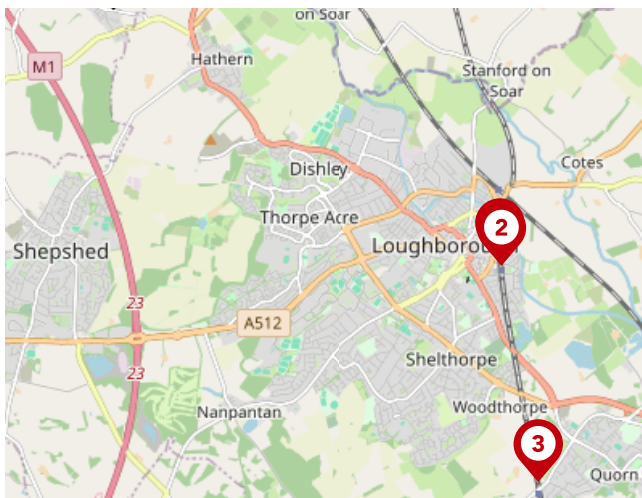 on Soar
Hathern
M1
Stanford on
Soar
Cotes
Dishley
Thorpe Acre
2
Loughborou
Shepshed
23
A512
23
Shelthorpe
Nanpantan
Woodthorpe
3
Quorn